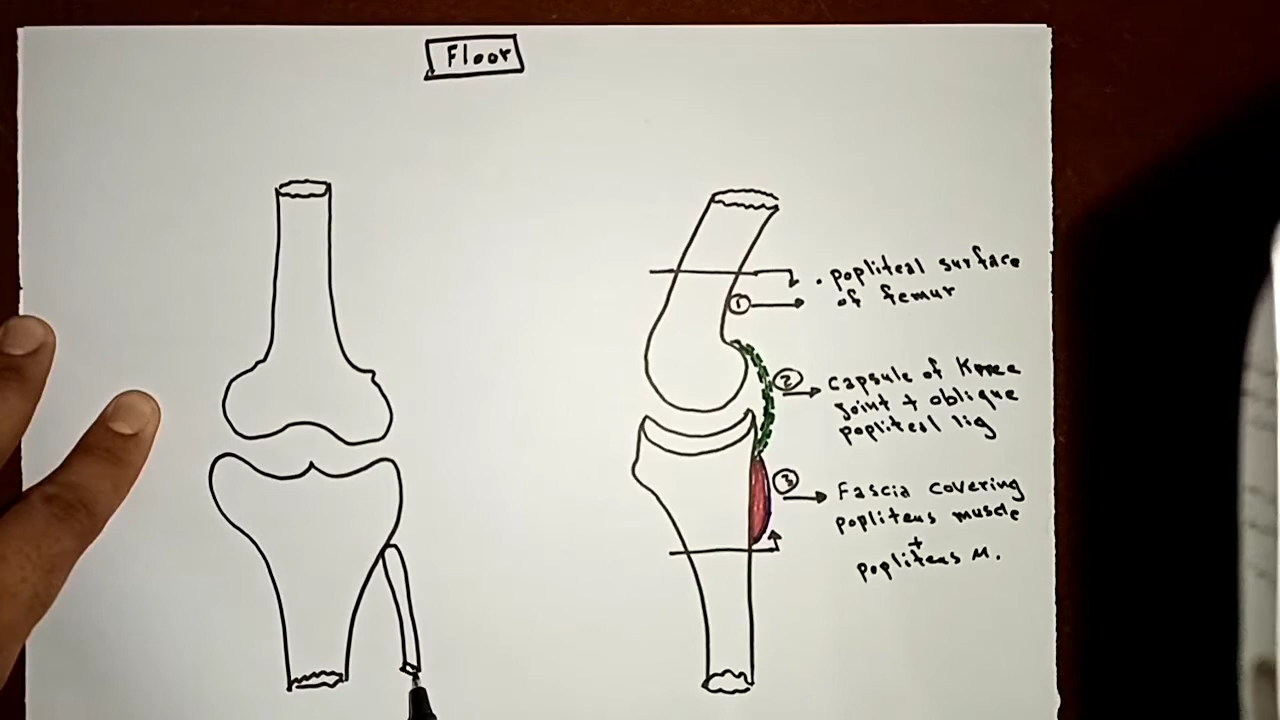 Floor
. popliteal surface
① of femur
② capsule of Knee
joint + oblique
popliteal lig
③ Fascia covering
popliteus muscle
+
popliteus M.